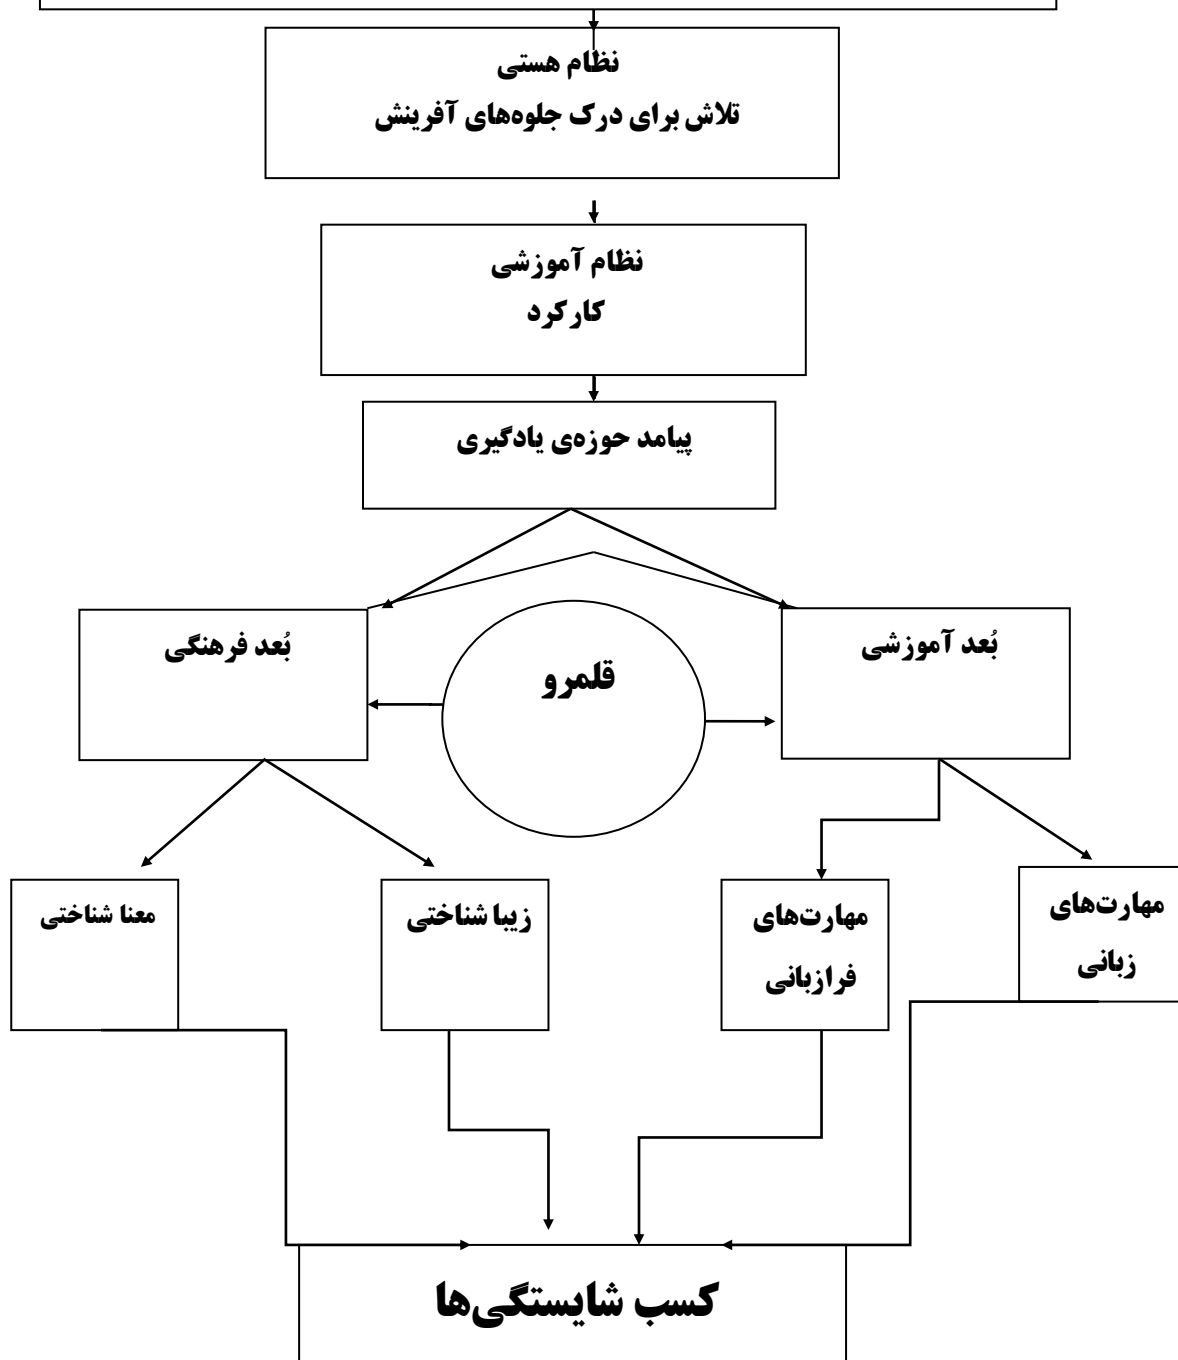 نظام هستی
تلاش برای درک جلوه‌های آفرینش
نظام آموزشی
کارکرد
پیامد حوزه‌ی یادگیری
بُعد آموزشی
قلمرو
بُعد فرهنگی
مهارت‌های
زبانی
مهارت‌های
فرازبانی
زیبا شناختی
معنا شناختی
کسب شایستگی‌ها